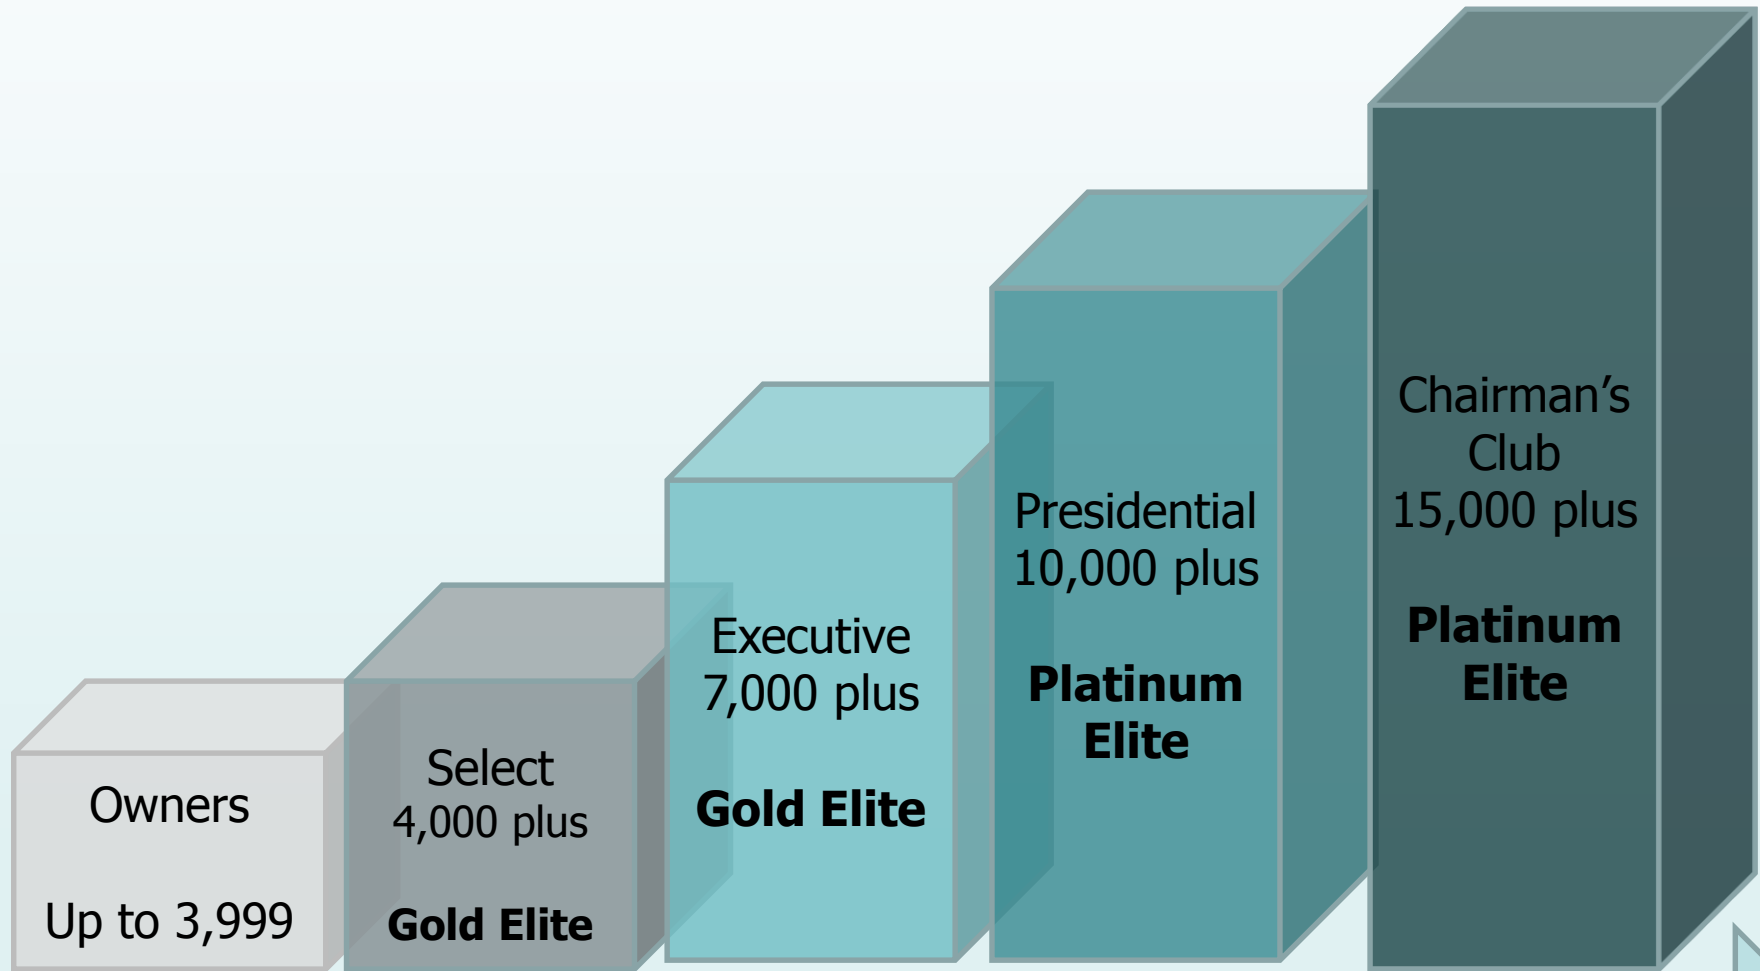 Owners
Up to 3,999
Select
4,000 plus
Gold Elite
Executive
7,000 plus
Gold Elite
Presidential
10,000 plus
Platinum
Elite
Chairman’s
Club
15,000 plus
Platinum
Elite